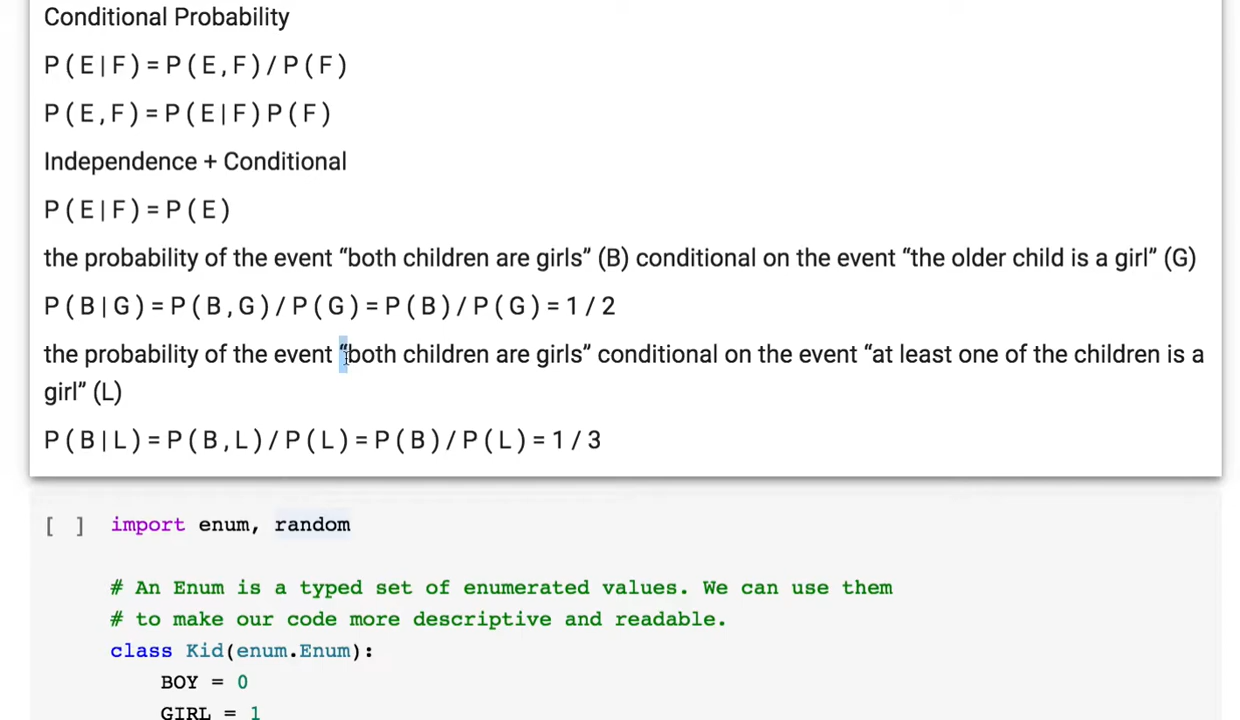 Conditional Probability
P(E|F)=P(E,F)/P(F)
P(E,F)=P(E|F)P(F)
Independence + Conditional
P(E|F)=P(E)
the probability of the event “both children are girls” (B) conditional on the event “the older child is a girl” (G)
P(B|G)=P(B,G)/P(G)=P(B)/P(G)=1/2
the probability of the event “both children are girls” conditional on the event “at least one of the children is a
girl” (L)
P(B|L)=P(B,L)/P(L)=P(B)/P(L)=1/3
[ ] import enum, random
# An Enum is a typed set of enumerated values. We can use them
# to make our code more descriptive and readable.
class Kid(enum.Enum):
BOY = 0
GIRL = 1